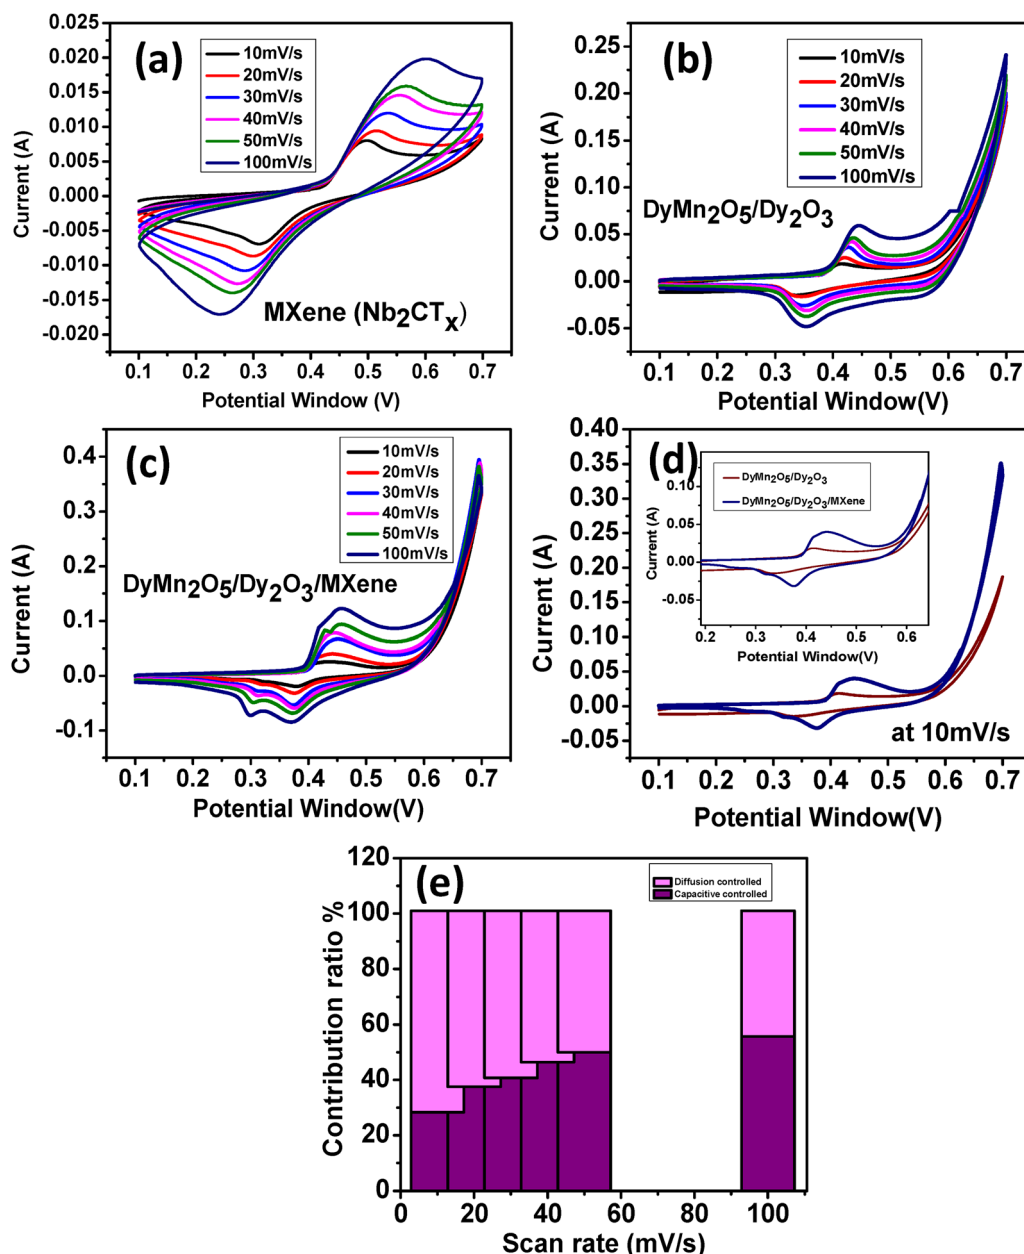 (a)
10mV/s
20mV/s
30mV/s
40mV/s
50mV/s
100mV/s
MXene (Nb₂CTₓ)
0.025
0.020
0.015
0.010
0.005
0.000
-0.005
-0.010
-0.015
-0.020
Current (A)
0.1 0.2 0.3 0.4 0.5 0.6 0.7
Potential Window (V)
(b)
10mV/s
20mV/s
30mV/s
40mV/s
50mV/s
100mV/s
DyMn₂O₅/Dy₂O₃
0.25
0.20
0.15
0.10
0.05
0.00
-0.05
Current (A)
0.1 0.2 0.3 0.4 0.5 0.6 0.7
Potential Window(V)
(c)
10mV/s
20mV/s
30mV/s
40mV/s
50mV/s
100mV/s
DyMn₂O₅/Dy₂O₃/MXene
0.4
0.3
0.2
0.1
0.0
-0.1
Current (A)
0.1 0.2 0.3 0.4 0.5 0.6 0.7
Potential Window(V)
(d)
DyMn₂O₅/Dy₂O₃
DyMn₂O₅/Dy₂O₃/MXene
0.10
0.05
0.00
-0.05
Current (A)
0.2 0.3 0.4 0.5 0.6
Potential Window(V)
at 10mV/s
0.40
0.35
0.30
0.25
0.20
0.15
0.10
0.05
0.00
-0.05
Current (A)
0.1 0.2 0.3 0.4 0.5 0.6 0.7
Potential Window(V)
(e)
Diffusion controlled
Capacitive controlled
120
100
80
60
40
20
0
Contribution ratio %
0 20 40 60 80 100
Scan rate (mV/s)